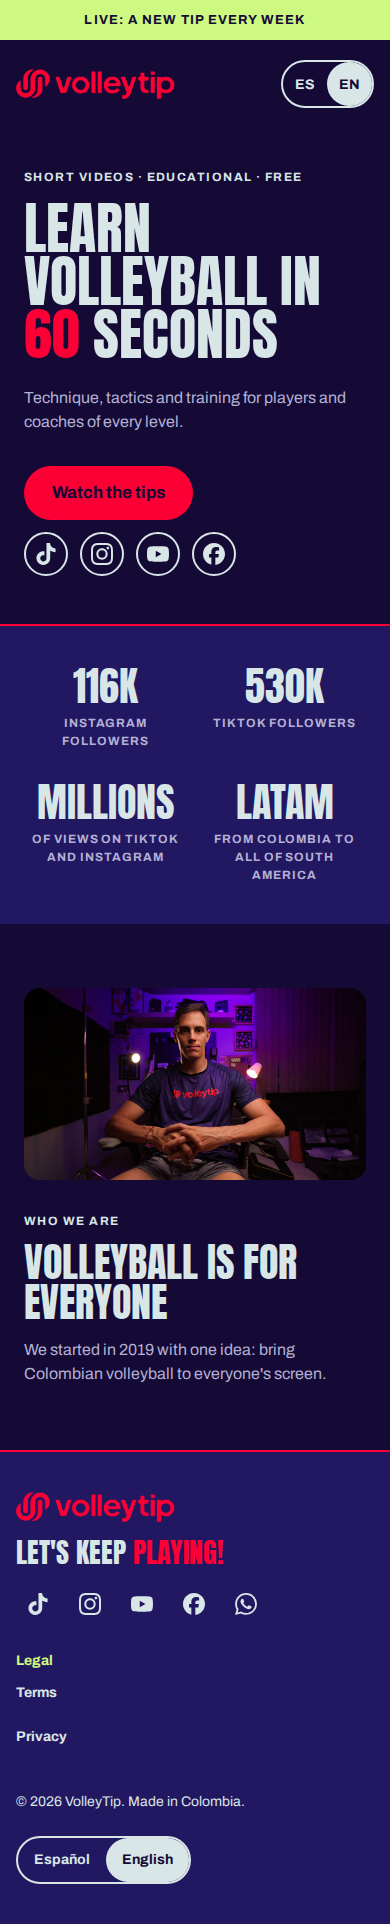 LIVE: A NEW TIP EVERY WEEK
volleytip
ES EN
SHORT VIDEOS · EDUCATIONAL · FREE
LEARN
VOLLEYBALL IN
60 SECONDS
Technique, tactics and training for players and
coaches of every level.
Watch the tips
116K
INSTAGRAM
FOLLOWERS
530K
TIKTOK FOLLOWERS
MILLIONS
OF VIEWS ON TIKTOK
AND INSTAGRAM
LATAM
FROM COLOMBIA TO
ALL OF SOUTH
AMERICA
volleytip
WHO WE ARE
VOLLEYBALL IS FOR
EVERYONE
We started in 2019 with one idea: bring
Colombian volleyball to everyone's screen.
volleytip
LET'S KEEP PLAYING!
Legal
Terms
Privacy
© 2026 VolleyTip. Made in Colombia.
Español English